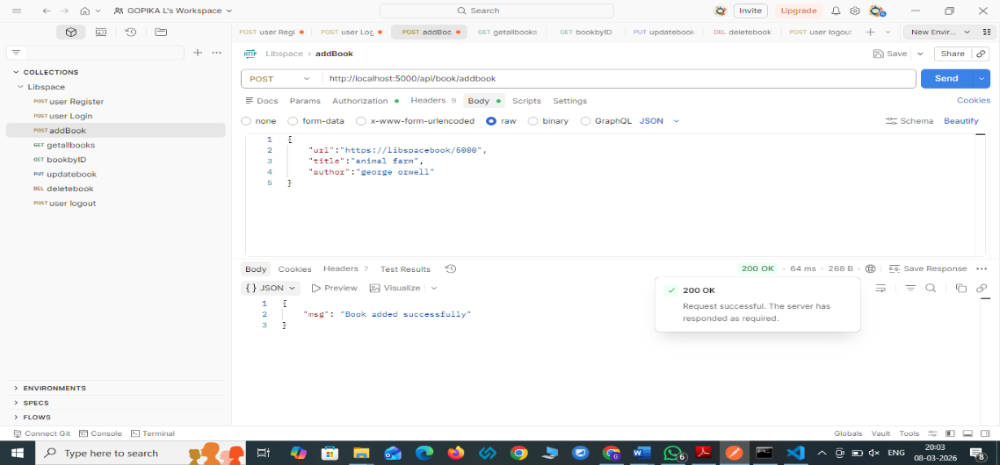 GOPIKA L's Workspace
Search
Invite
Upgrade
POST user Regi
POST user Log
POST addBoc
GET getallbooks
GET bookbyID
PUT updatebook
DEL deletebook
POST user logout
New Envir...
COLLECTIONS
Libspace
POST user Register
POST user Login
POST addBook
GET getallbooks
GET bookbyID
PUT updatebook
DEL deletebook
POST user logout
ENVIRONMENTS
SPECS
FLOWS
HTTP Libspace > addBook
Save
Share
POST http://localhost:5000/api/book/addbook
Send
Docs Params Authorization Headers 9 Body Scripts Settings
Cookies
none form-data x-www-form-urlencoded raw binary GraphQL JSON
Schema Beautify
1 {
2 "url":"https://libspacebook/5000",
3 "title":"animal farm",
4 "author":"george orwell"
5 }
Body Cookies Headers 7 Test Results
200 OK • 64 ms • 268 B
e.g. Save Response
{ } JSON Preview Visualize
200 OK
Request successful. The server has
responded as required.
1 {
2 "msg": "Book added successfully"
3 }
Connect Git Console Terminal
Globals Vault Tools
Type here to search
6
ENG
20:03
08-03-2026
8